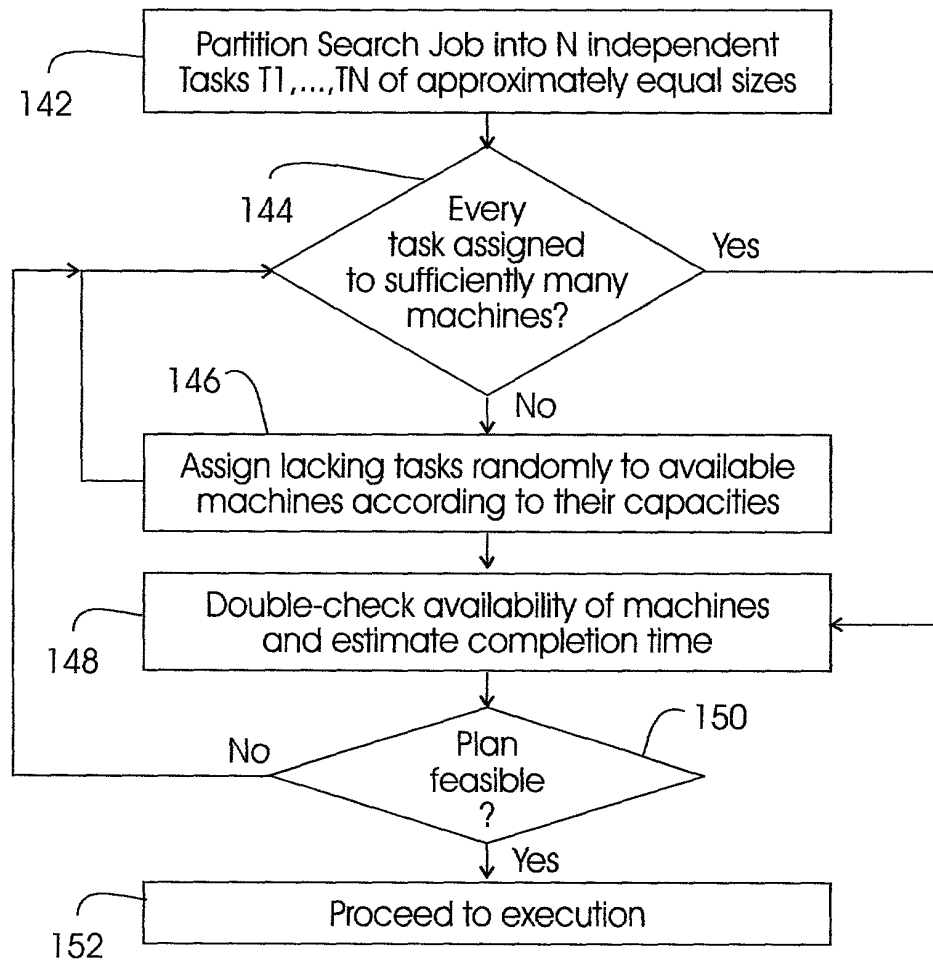 Partition Search Job into N independent
Tasks T1,...,TN of approximately equal sizes
142
144
Every
task assigned
to sufficiently many
machines?
Yes
146
No
Assign lacking tasks randomly to available
machines according to their capacities
Double-check availability of machines
and estimate completion time
148
150
No
Plan
feasible
?
Yes
Proceed to execution
152